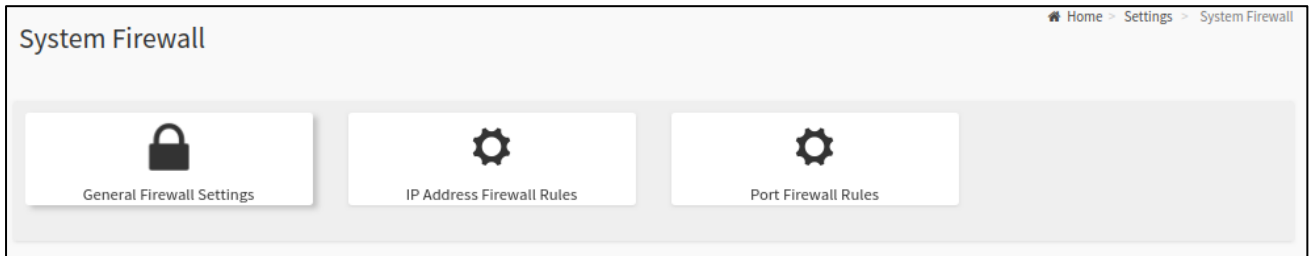 Home > Settings > System Firewall
System Firewall
General Firewall Settings
IP Address Firewall Rules
Port Firewall Rules